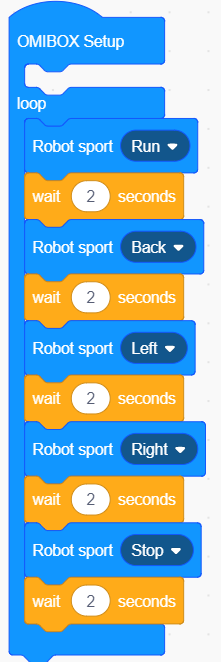 OMIBOX Setup
loop
Robot sport Run
wait 2 seconds
Robot sport Back
wait 2 seconds
Robot sport Left
wait 2 seconds
Robot sport Right
wait 2 seconds
Robot sport Stop
wait 2 seconds